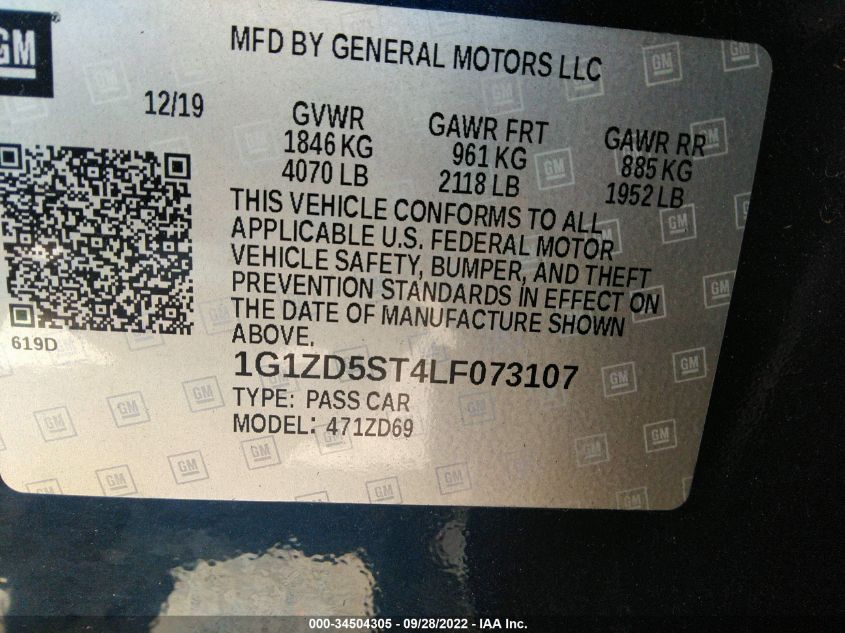 GM
MFD BY GENERAL MOTORS LLC
12/19
GVWR
1846 KG
4070 LB
GAWR FRT
961 KG
2118 LB
GAWR RR
885 KG
1952 LB
THIS VEHICLE CONFORMS TO ALL
APPLICABLE U.S. FEDERAL MOTOR
VEHICLE SAFETY, BUMPER, AND THEFT
PREVENTION STANDARDS IN EFFECT ON
THE DATE OF MANUFACTURE SHOWN
ABOVE.
619D
1G1ZD5ST4LF073107
TYPE: PASS CAR
MODEL: 471ZD69
000-34504305 - 09/28/2022 - IAA Inc.